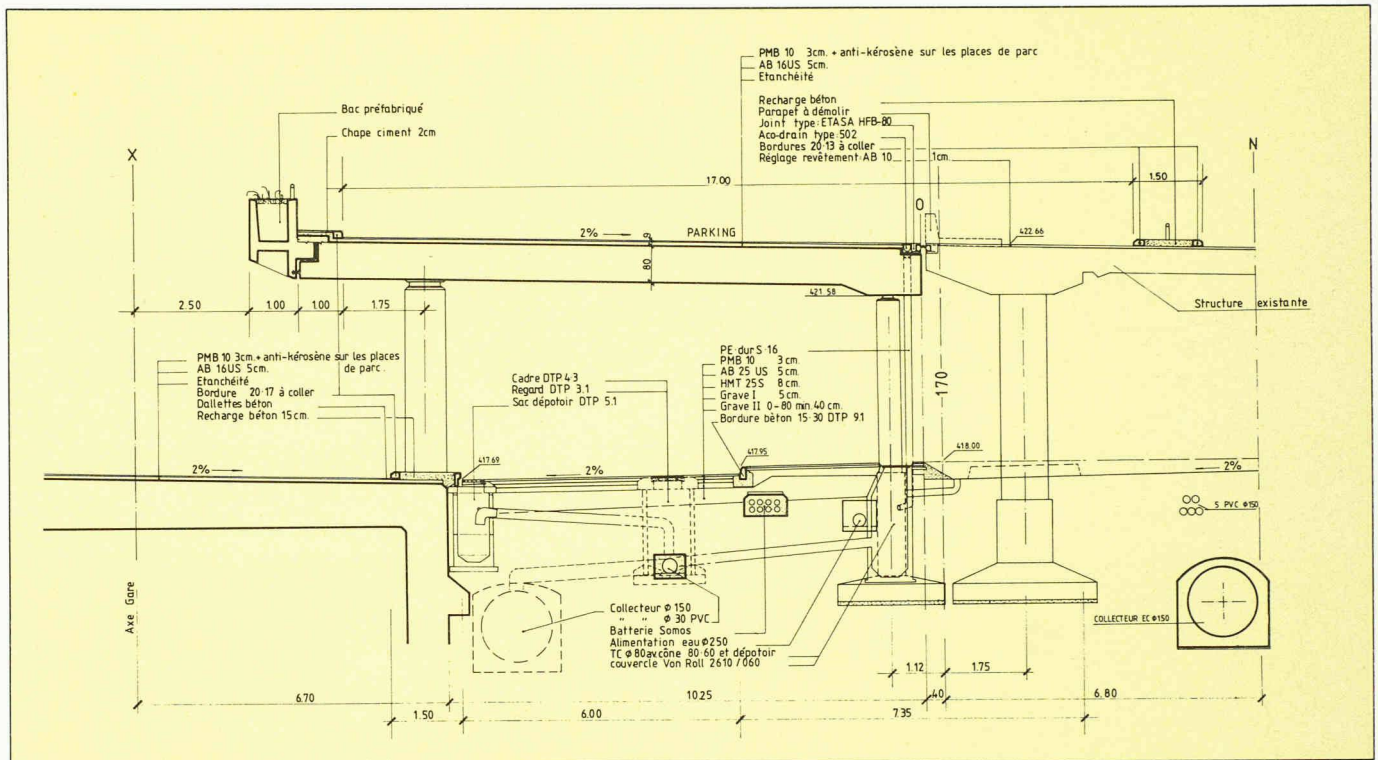 PMB 10 3cm. + anti-kérosène sur les places de parc
AB 16US 5cm.
Etanchéité
Bac préfabriqué
Chape ciment 2cm
Recharge béton
Parapet à démolir
Joint type: ETASA HFB-80
Aco-drain type: 502
Bordures 20·13 à coller
Réglage revêtement: AB 10 1cm.
X
N
17.00
1.50
0
2%
PARKING
9
80
422.66
421.58
Structure existante
2.50
1.00
1.00
1.75
PMB 10 3cm. + anti-kérosène sur les places
de parc.
AB 16US 5cm.
Etanchéité
Bordure 20·17 à coller
Dallettes béton
Recharge béton 15cm.
Cadre DTP 4·3
Regard DTP 3.1
Sac dépotoir DTP 5.1
PE·dur S·16
PMB 10 3cm.
AB 25 US 5cm.
HMT 25S 8cm.
Grave I 5cm.
Grave II 0-80 min. 40cm.
Bordure béton 15·30 DTP 9.1
170
2%
417.69
2%
417.95
418.00
2%
5 PVC Φ150
Axe Gare
Collecteur Φ 150
" " Φ 30 PVC
Batterie Somos
Alimentation eau Φ250
TC Φ 80 av. cône 80·60 et dépotoir
couvercle Von Roll 2610/060
COLLECTEUR EC Φ150
1.12
1.75
6.70
10.25
40
6.80
1.50
6.00
7.35